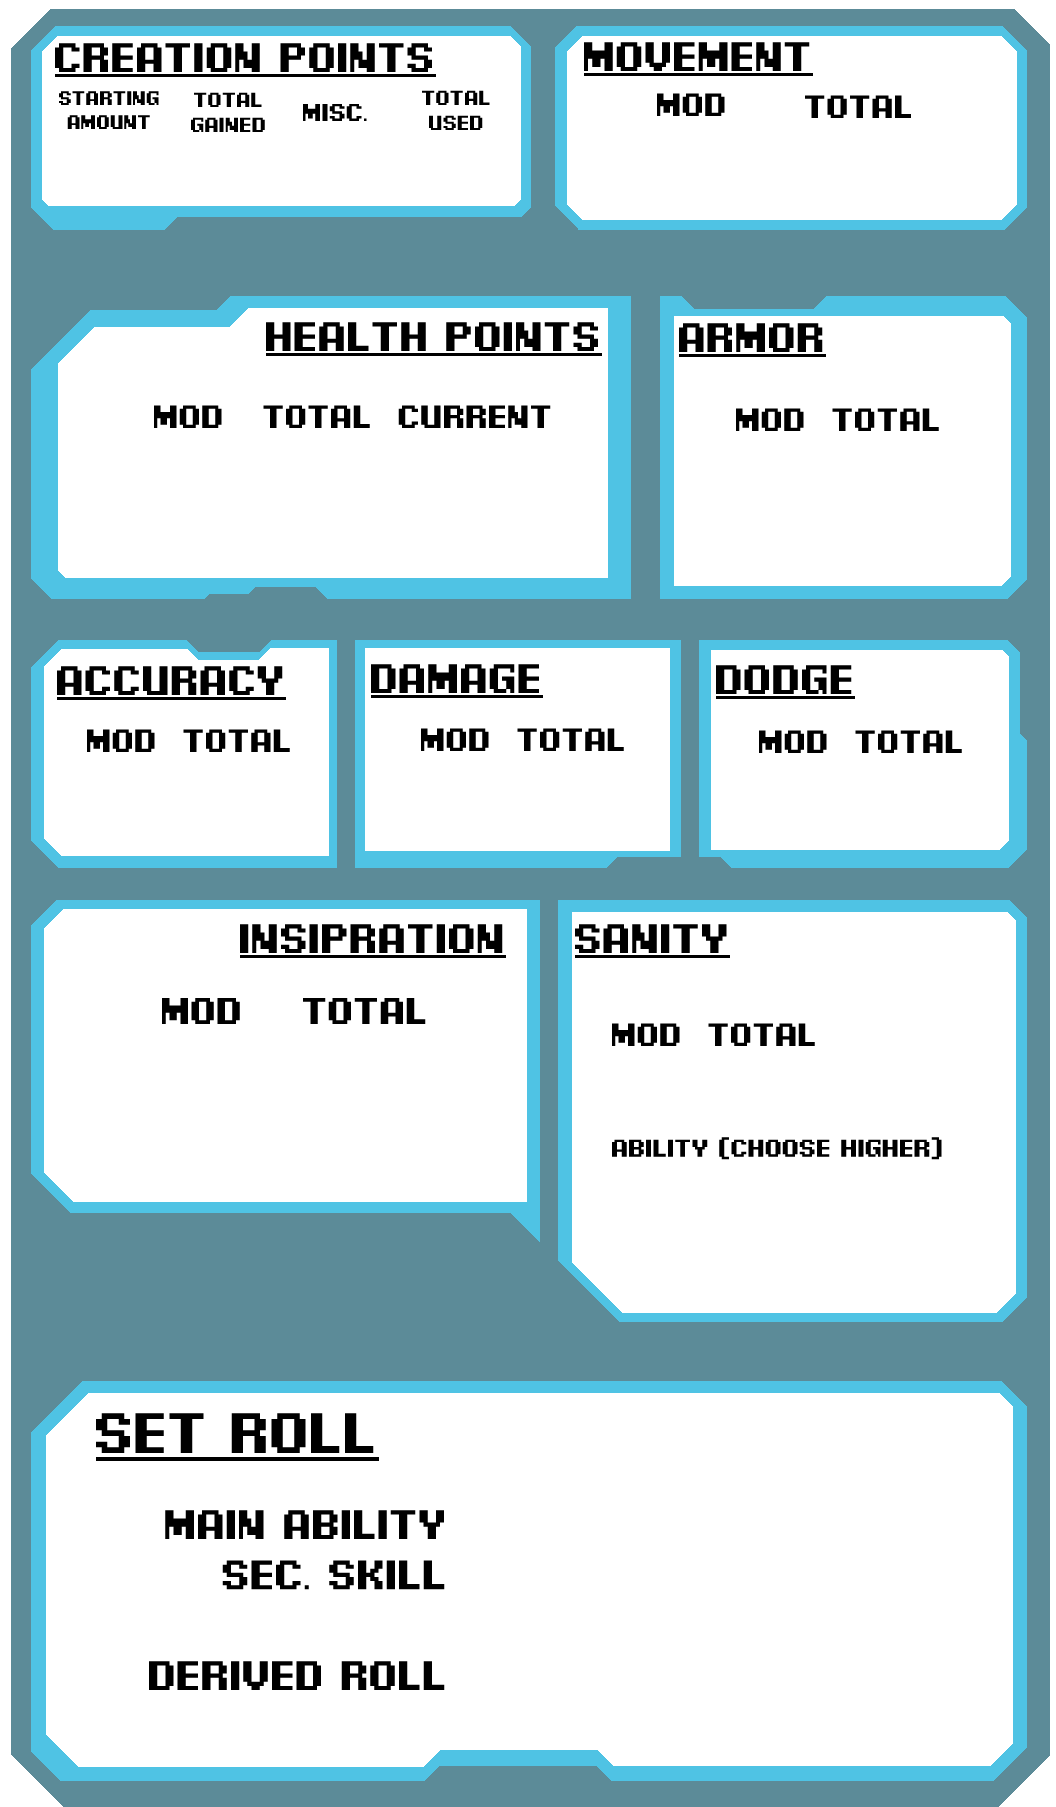 CREATION POINTS
STARTING AMOUNT
TOTAL GAINED
MISC.
TOTAL USED
MOVEMENT
MOD TOTAL
HEALTH POINTS
MOD TOTAL CURRENT
ARMOR
MOD TOTAL
ACCURACY
MOD TOTAL
DAMAGE
MOD TOTAL
DODGE
MOD TOTAL
INSIPRATION
MOD TOTAL
SANITY
MOD TOTAL
ABILITY (CHOOSE HIGHER)
SET ROLL
MAIN ABILITY
SEC. SKILL
DERIVED ROLL